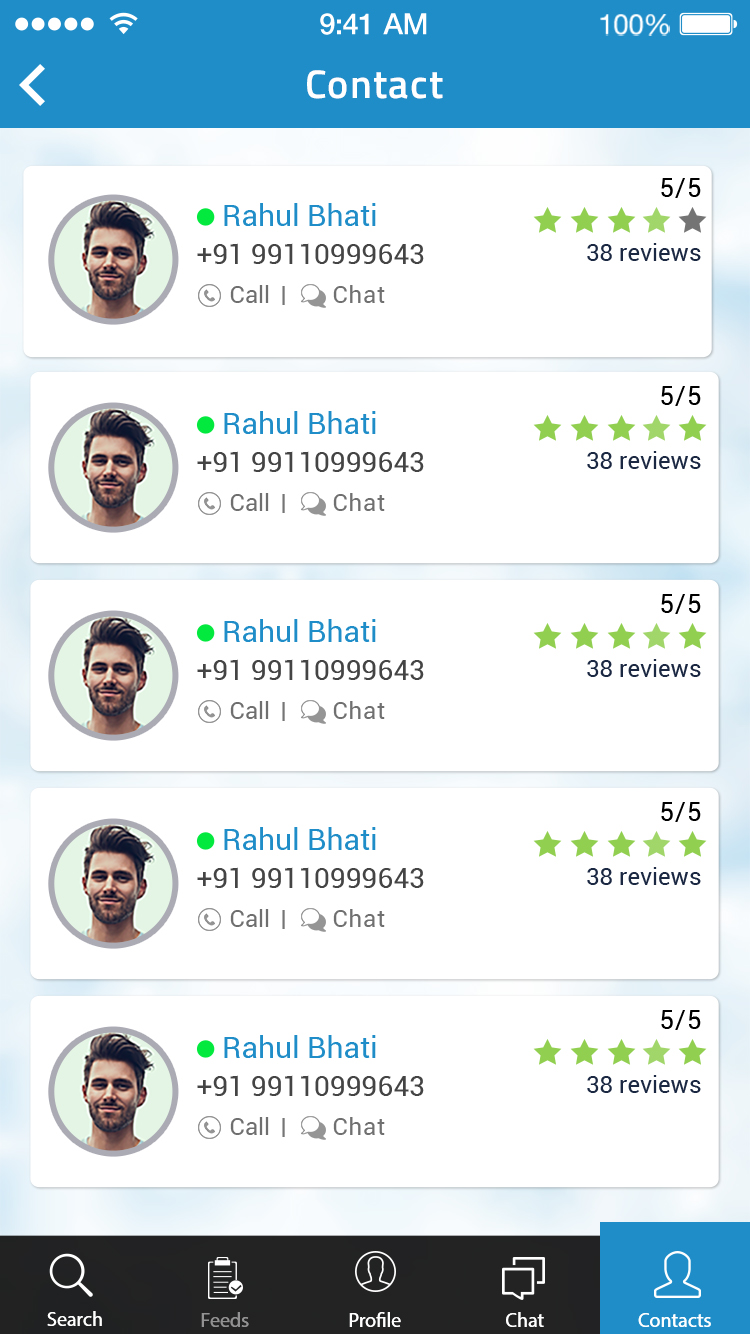 9:41 AM 100%
Contact
5/5
Rahul Bhati
38 reviews
+91 99110999643
Call | Chat
5/5
Rahul Bhati
38 reviews
+91 99110999643
Call | Chat
5/5
Rahul Bhati
38 reviews
+91 99110999643
Call | Chat
5/5
Rahul Bhati
38 reviews
+91 99110999643
Call | Chat
5/5
Rahul Bhati
38 reviews
+91 99110999643
Call | Chat
Search Feeds Profile Chat Contacts